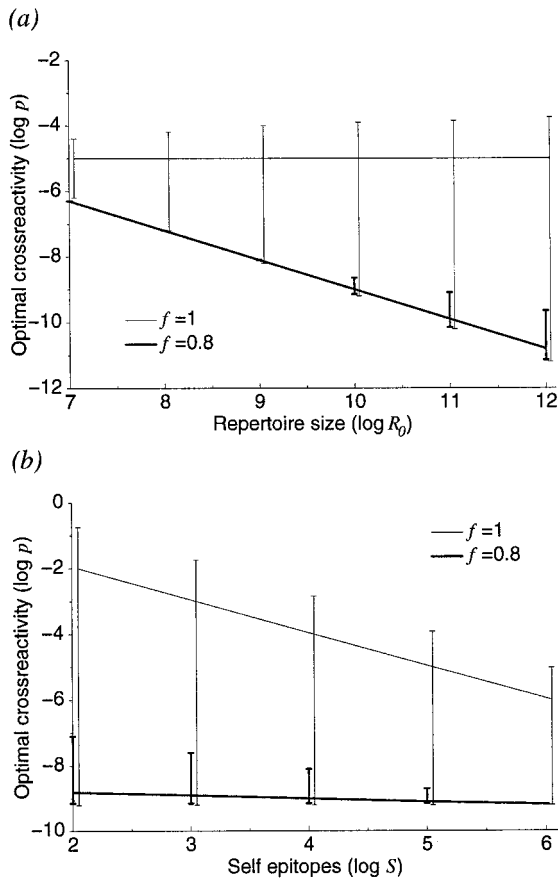 (a)
Optimal crossreactivity (log p)
−2
−4
−6
−8
−10
−12
f =1
f =0.8
7 8 9 10 11 12
Repertoire size (log R0)
(b)
Optimal crossreactivity (log p)
0
−2
−4
−6
−8
−10
f =1
f =0.8
2 3 4 5 6
Self epitopes (log S)